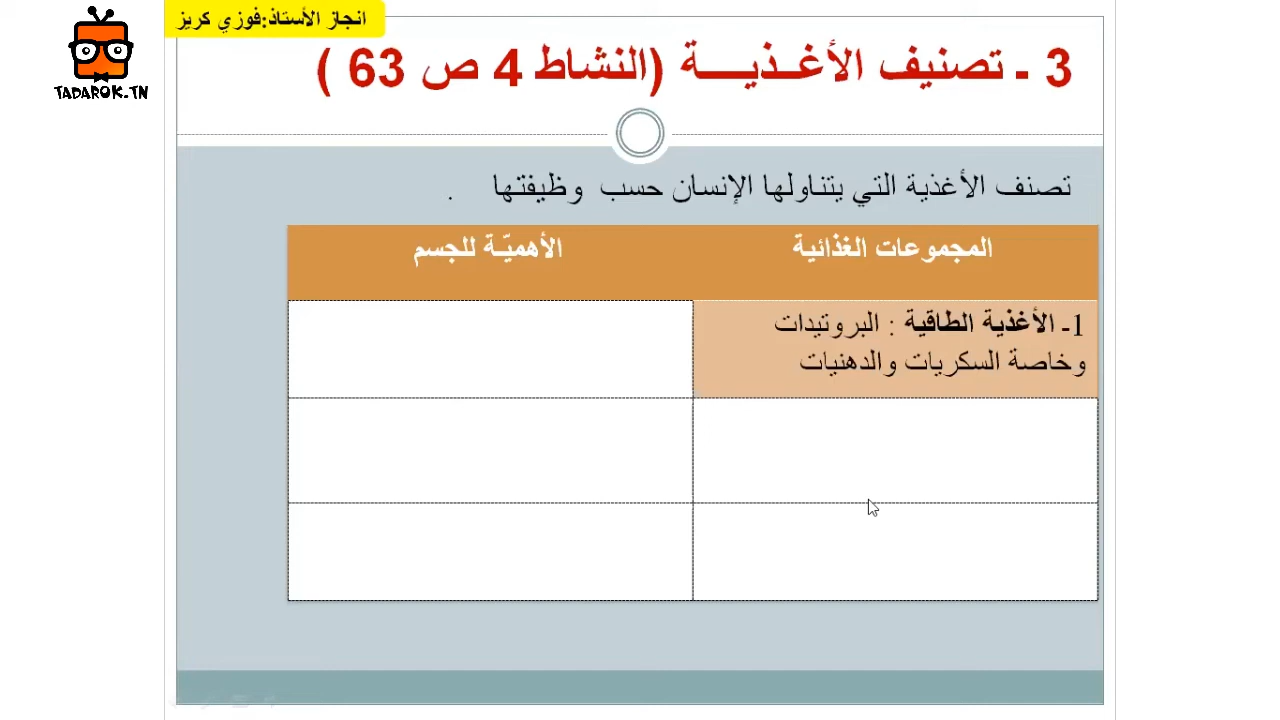 انجاز الأستاذ:فوزي كريز
TADAROK.TN
3 - تصنيف الأغـذيـــة (النشاط 4 ص 63 )
تصنف الأغذية التي يتناولها الإنسان حسب وظيفتها .
المجموعات الغذائية
الأهميّـة للجسم
1ـ الأغذية الطاقية : البروتيدات
وخاصة السكريات والدهنيات